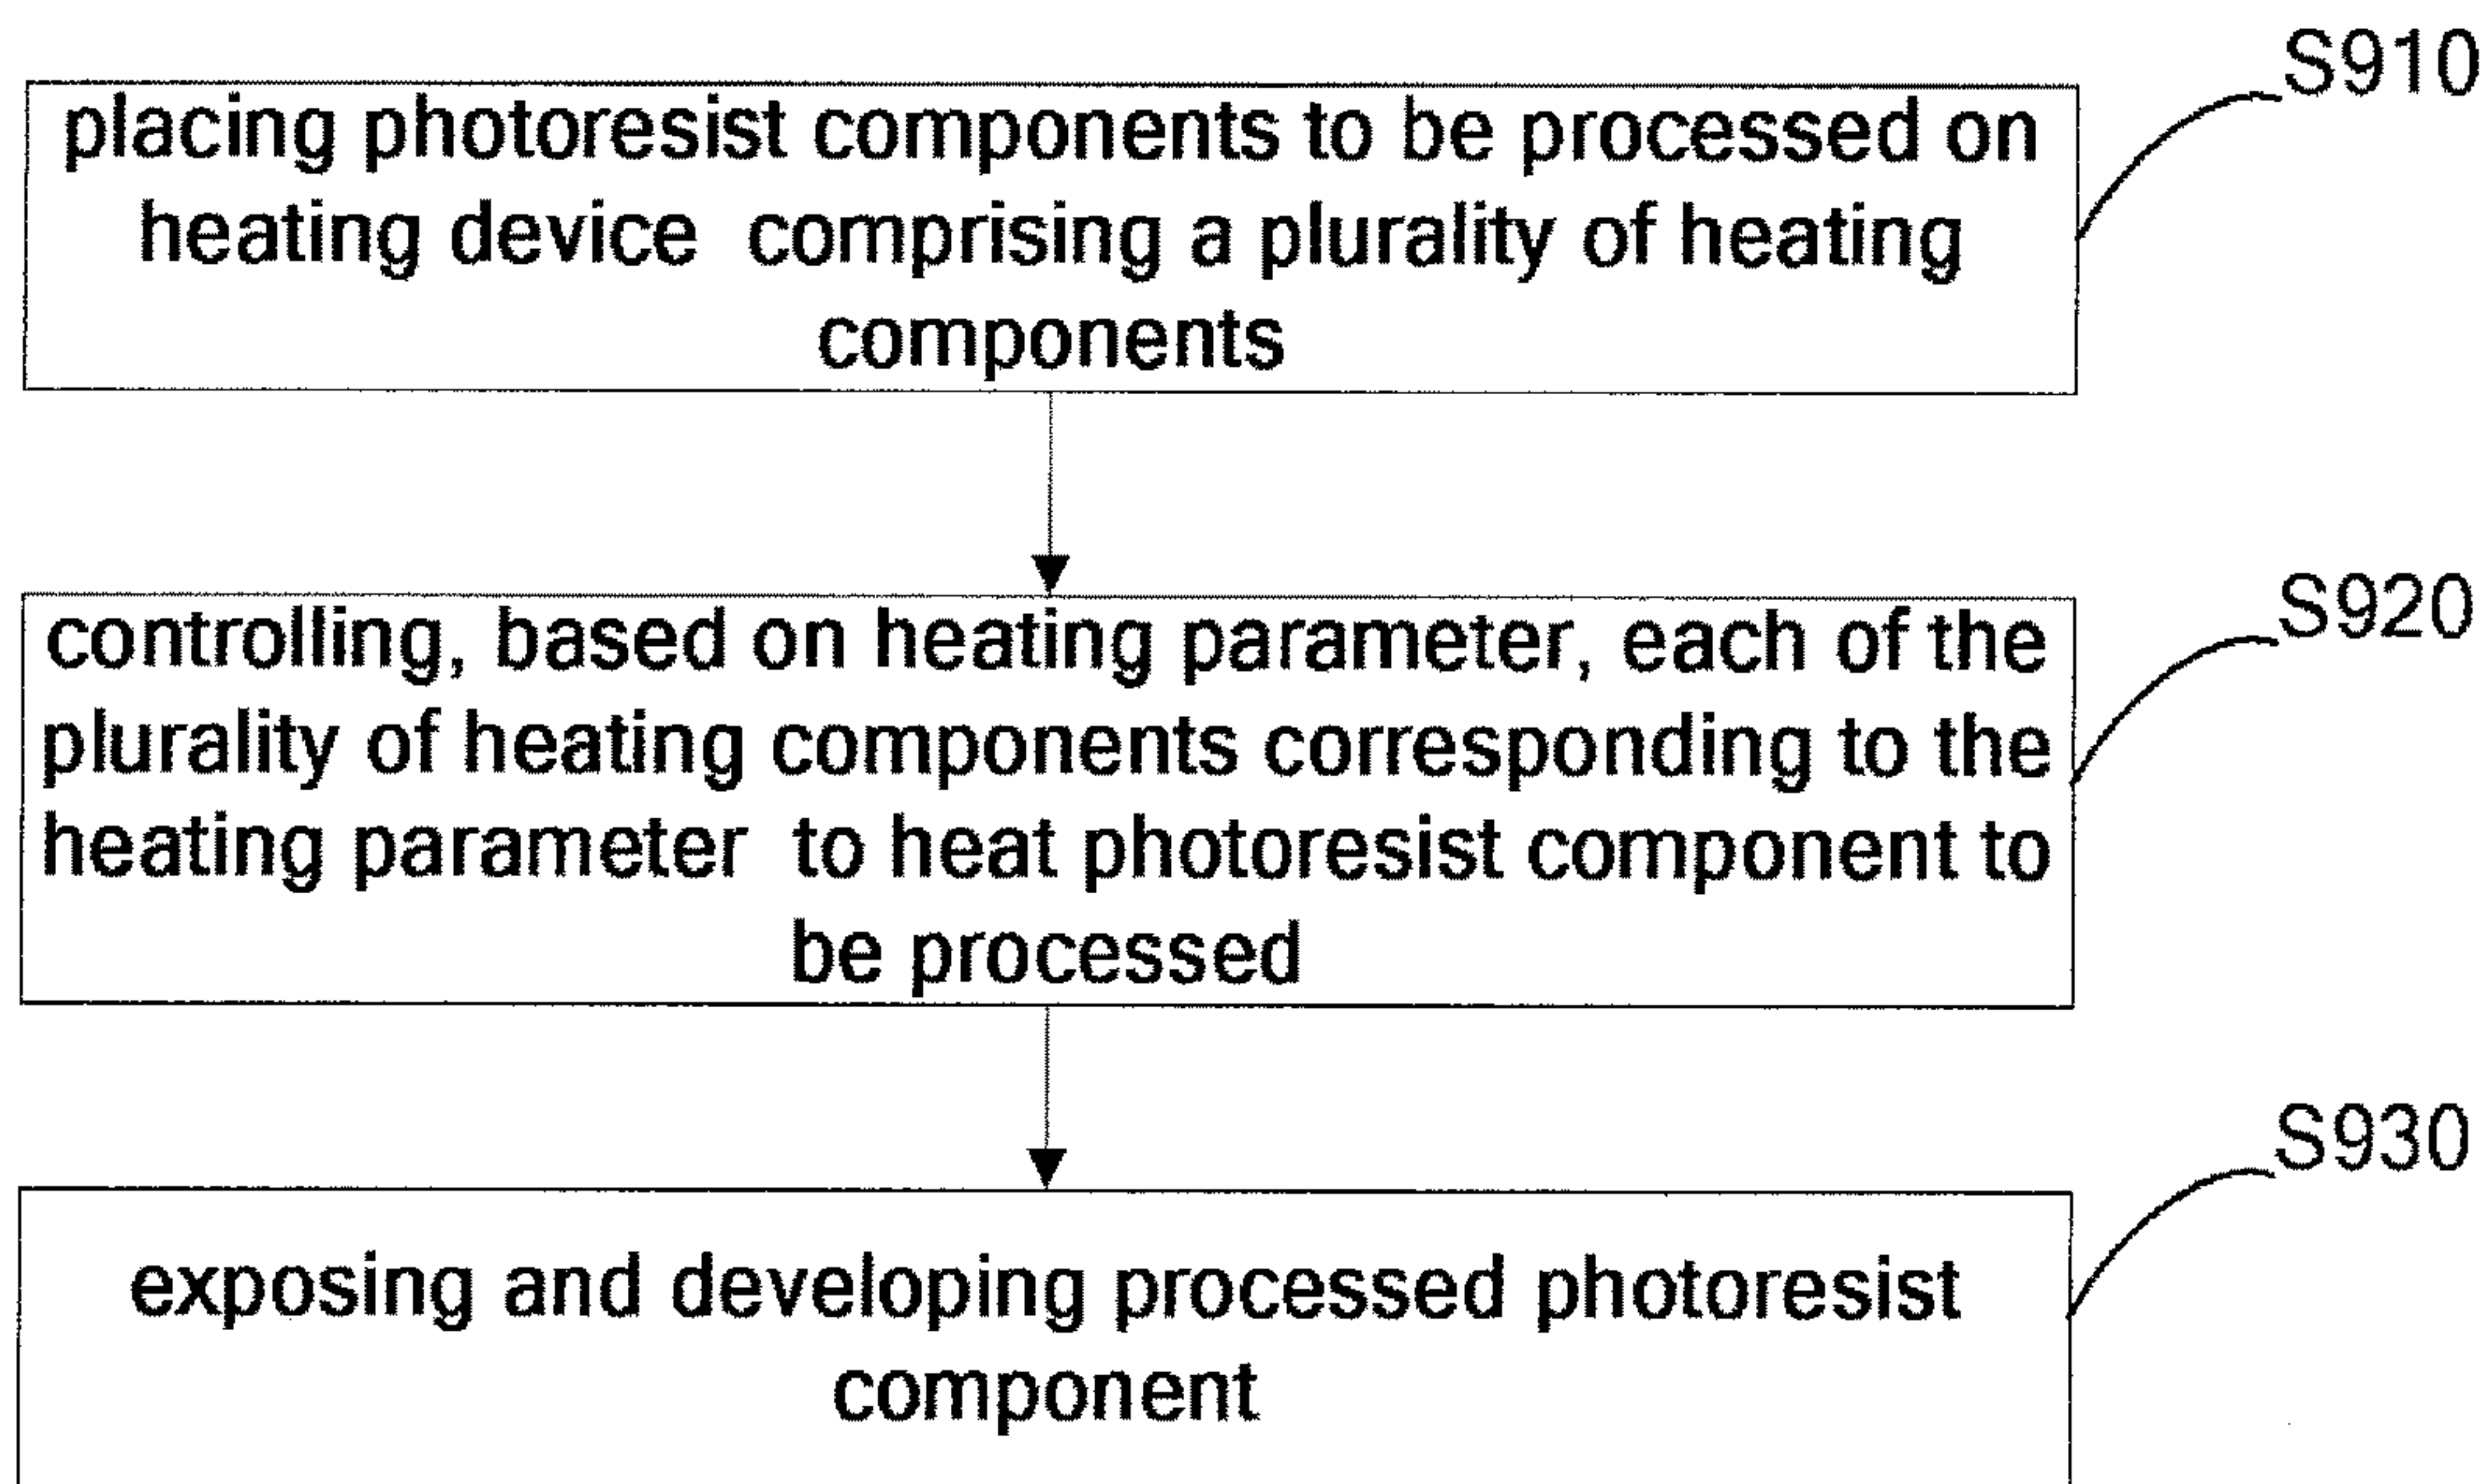 S910
placing photoresist components to be processed on
heating device comprising a plurality of heating
components
S920
controlling, based on heating parameter, each of the
plurality of heating components corresponding to the
heating parameter to heat photoresist component to
be processed
S930
exposing and developing processed photoresist
component